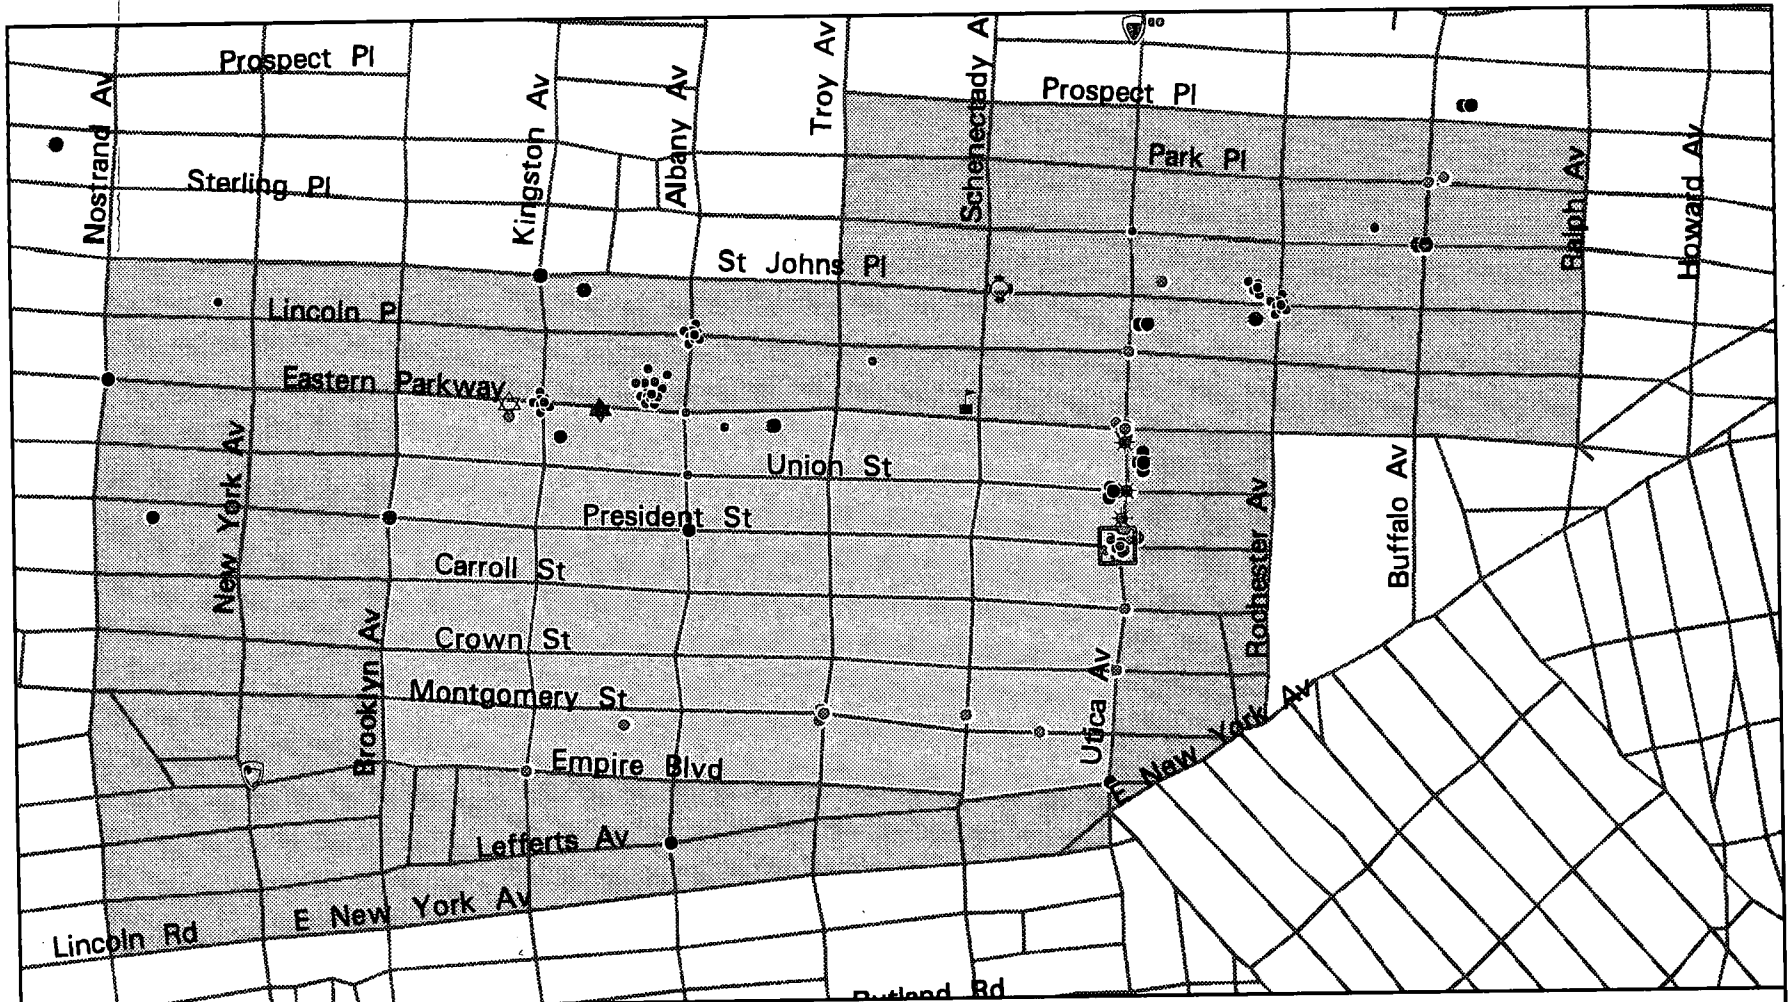 Prospect Pl
Nostrand Av
Kingston Av
Albany Av
Troy Av
Schenectady A
Prospect Pl
Park Pl
Ralph Av
Howard Av
Sterling Pl
St Johns Pl
Lincoln P
Eastern Parkway
New York Av
Union St
President St
Buffalo Av
Rochester Av
Carroll St
Crown St
Brooklyn Av
Montgomery St
Utica Av
E New York Av
Empire Blvd
Lefferts Av
E New York Av
Lincoln Rd
Rutland Rd